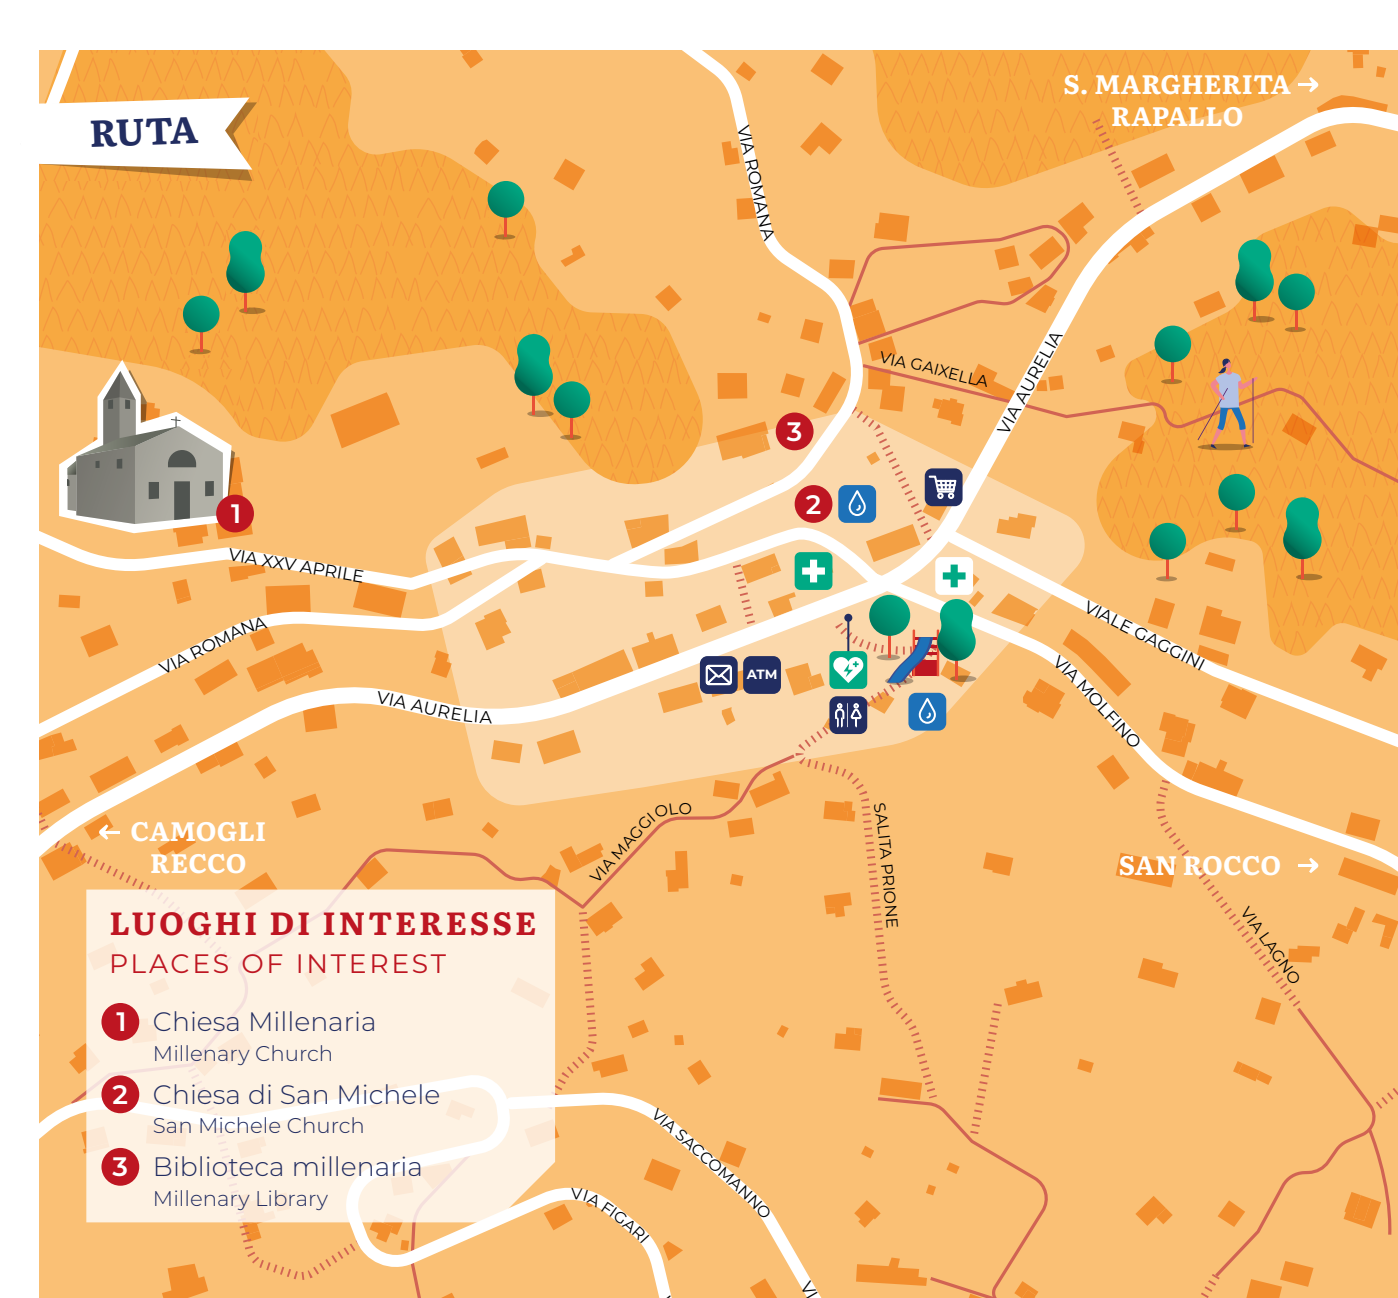 S. MARGHERITA →
RAPALLO
RUTA
VIA ROMANA
VIA GAIXELLA
VIA AURELIA
3
2
1
VIA XXV APRILE
VIA ROMANA
VIA AURELIA
ATM
VIALE GAGGINI
VIA MOLFINO
← CAMOGLI
RECCO
VIA MAGGIOLO
SALITA PRIONE
SAN ROCCO →
VIA LAGNO
LUOGHI DI INTERESSE
PLACES OF INTEREST
1 Chiesa Millenaria
Millenary Church
2 Chiesa di San Michele
San Michele Church
3 Biblioteca millenaria
Millenary Library
VIA SACCOMANNO
VIA FIGARI